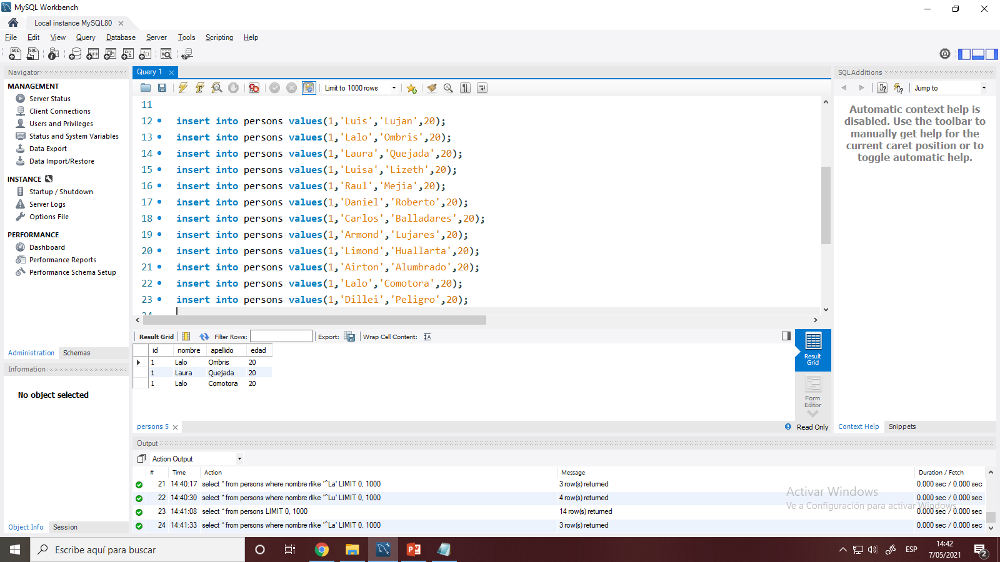 MySQL Workbench
Local instance MySQL80
File Edit View Query Database Server Tools Scripting Help
Navigator
MANAGEMENT
Server Status
Client Connections
Users and Privileges
Status and System Variables
Data Export
Data Import/Restore
INSTANCE
Startup / Shutdown
Server Logs
Options File
PERFORMANCE
Dashboard
Performance Reports
Performance Schema Setup
Administration Schemas
Information
No object selected
Object Info Session
Query 1
Limit to 1000 rows
11
12 insert into persons values(1,'Luis','Lujan',20);
13 insert into persons values(1,'Lalo','Ombris',20);
14 insert into persons values(1,'Laura','Quejada',20);
15 insert into persons values(1,'Luisa','Lizeth',20);
16 insert into persons values(1,'Raul','Mejia',20);
17 insert into persons values(1,'Daniel','Roberto',20);
18 insert into persons values(1,'Carlos','Balladares',20);
19 insert into persons values(1,'Armond','Lujares',20);
20 insert into persons values(1,'Limond','Huallarta',20);
21 insert into persons values(1,'Airton','Alumbrado',20);
22 insert into persons values(1,'Lalo','Comotora',20);
23 insert into persons values(1,'Dillei','Peligro',20);
24
Result Grid Filter Rows: Export: Wrap Cell Content:
id nombre apellido edad
1 Lalo Ombris 20
1 Laura Quejada 20
1 Lalo Comotora 20
Result Grid
Form Editor
persons 5
Read Only
SQLAdditions
Jump to
Automatic context help is
disabled. Use the toolbar to
manually get help for the
current caret position or to
toggle automatic help.
Context Help Snippets
Output
Action Output
# Time Action Message Duration / Fetch
21 14:40:17 select * from persons where nombre rlike '^La' LIMIT 0, 1000 3 row(s) returned 0.000 sec / 0.000 sec
22 14:40:30 select * from persons where nombre rlike '^Lu' LIMIT 0, 1000 4 row(s) returned 0.000 sec / 0.000 sec
23 14:41:08 select * from persons LIMIT 0, 1000 14 row(s) returned 0.000 sec / 0.000 sec
24 14:41:33 select * from persons where nombre rlike '^La' LIMIT 0, 1000 3 row(s) returned 0.000 sec / 0.000 sec
Activar Windows
Ve a Configuración para activar Windows.
Escribe aquí para buscar
ESP
14:42
7/05/2021
2